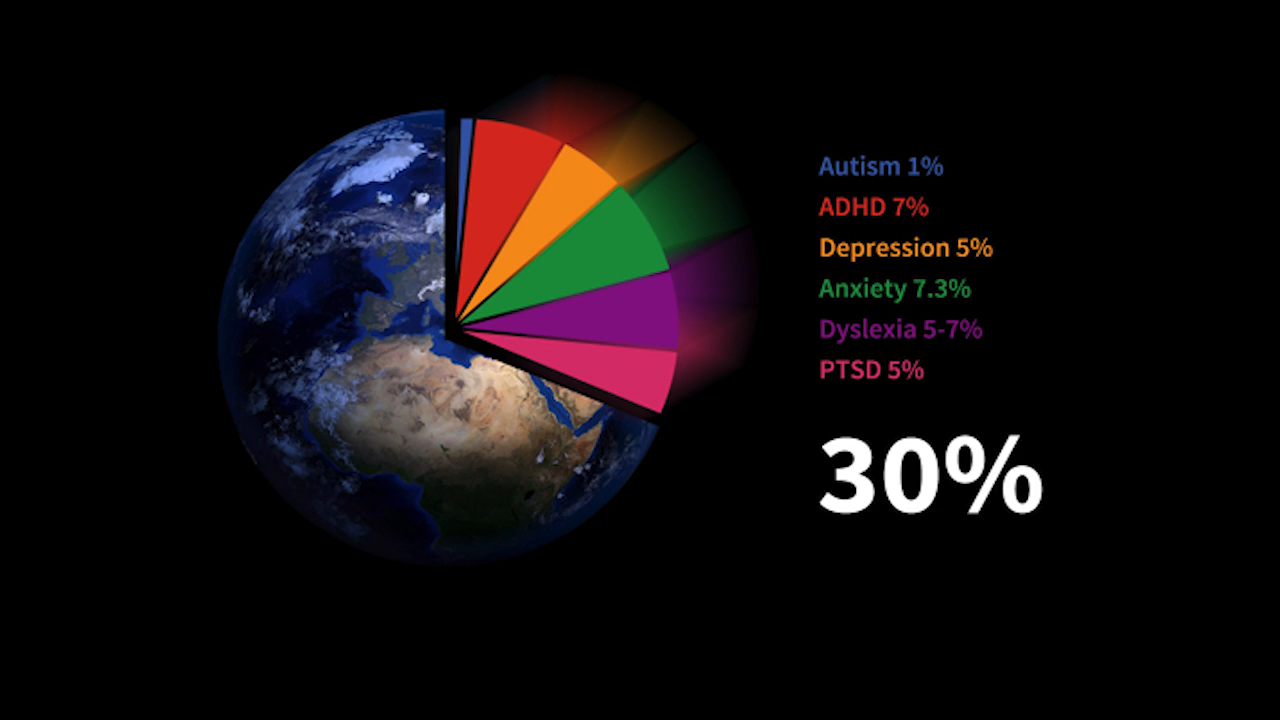 Autism 1%
ADHD 7%
Depression 5%
Anxiety 7.3%
Dyslexia 5-7%
PTSD 5%
30%